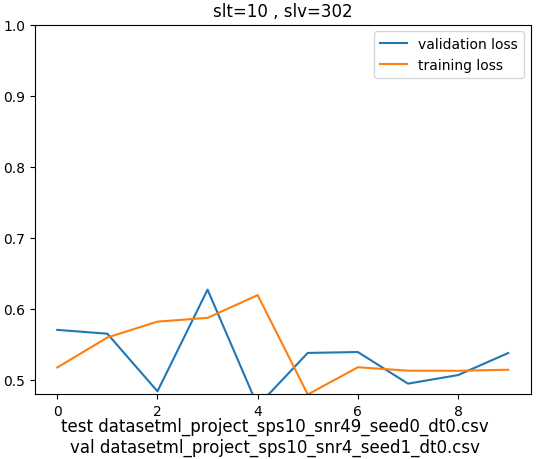 slt=10 , slv=302
validation loss
training loss
1.0
0.9
0.8
0.7
0.6
0.5
0 2 4 6 8
test datasetml_project_sps10_snr49_seed0_dt0.csv
val datasetml_project_sps10_snr4_seed1_dt0.csv